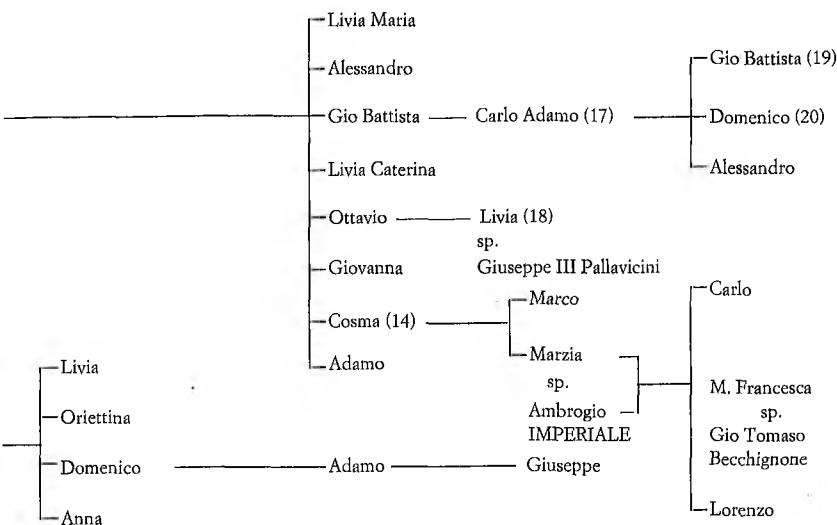 Livia Maria
Alessandro
Gio Battista (19)
Gio Battista
Carlo Adamo (17)
Domenico (20)
Livia Caterina
Alessandro
Ottavio
Livia (18)
sp.
Giuseppe III Pallavicini
Giovanna
Carlo
Marco
Cosma (14)
Marzia
Adamo
Livia
sp.
M. Francesca
Ambrogio
IMPERIALE
sp.
Oriettina
Gio Tomaso
Becchignone
Domenico
Adamo
Giuseppe
Lorenzo
Anna